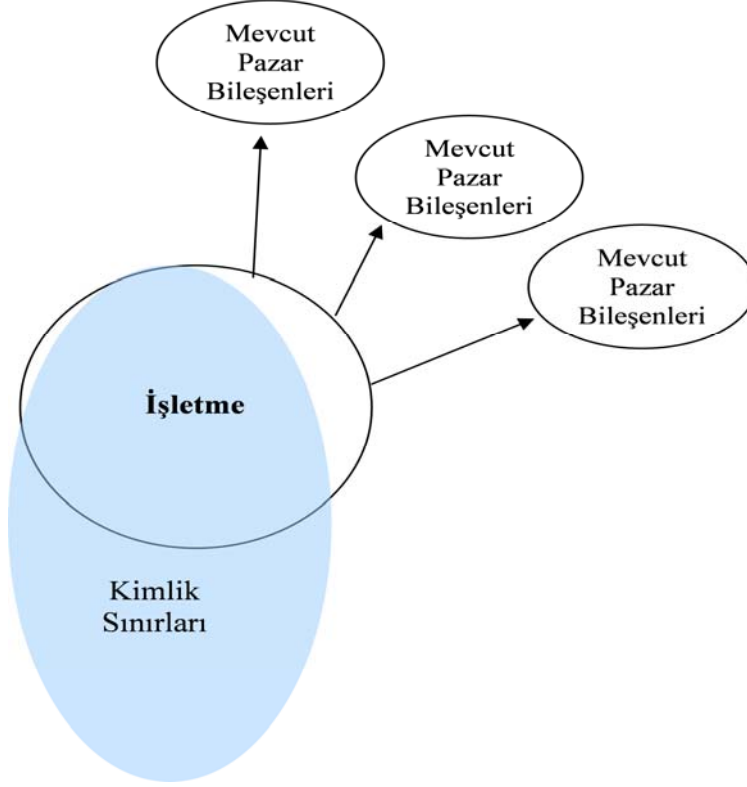 Mevcut
Pazar
Bileşenleri
Mevcut
Pazar
Bileşenleri
Mevcut
Pazar
Bileşenleri
İşletme
Kimlik
Sınırları